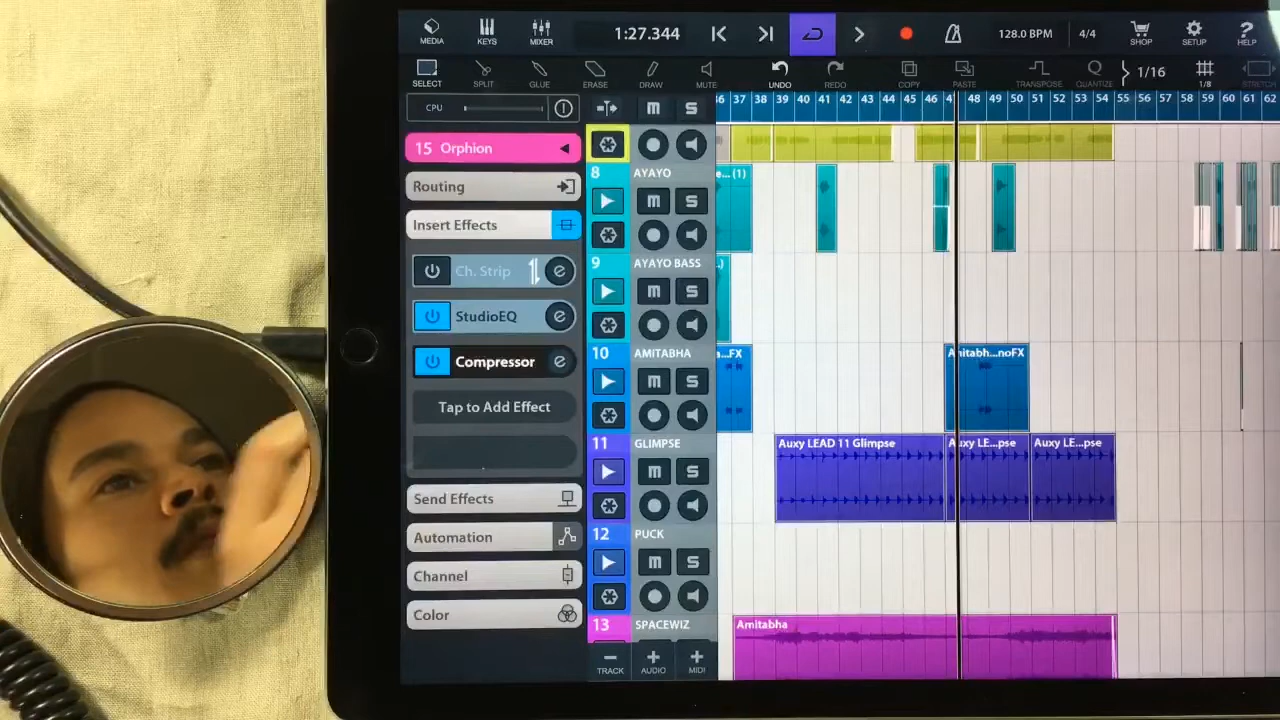 MEDIA KEYS MIXER 1:27.344 128.0 BPM 4/4 SHOP SETUP HELP
SELECT SPLIT GLUE ERASE DRAW MUTE UNDO REDO COPY PASTE TRANSPOSE QUANTIZE 1/16 1/8 STRETCH
CPU m s 37 38 39 40 41 42 43 44 45 46 48 49 50 51 52 53 54 55 56 57 58 59 60 61 62
15 Orphion
Routing
Insert Effects
Ch. Strip e
StudioEQ e
Compressor e
Tap to Add Effect
Send Effects
Automation
Channel
Color
8 AYAYO
m s
9 AYAYO BASS
m s
10 AMITABHA
m s
11 GLIMPSE
m s
12 PUCK
m s
13 SPACEWIZ
TRACK AUDIO MIDI
e... (1)
...FX
Amitabh...noFX
Auxy LEAD 11 Glimpse
Auxy LE...pse
Auxy LE...pse
Amitabha